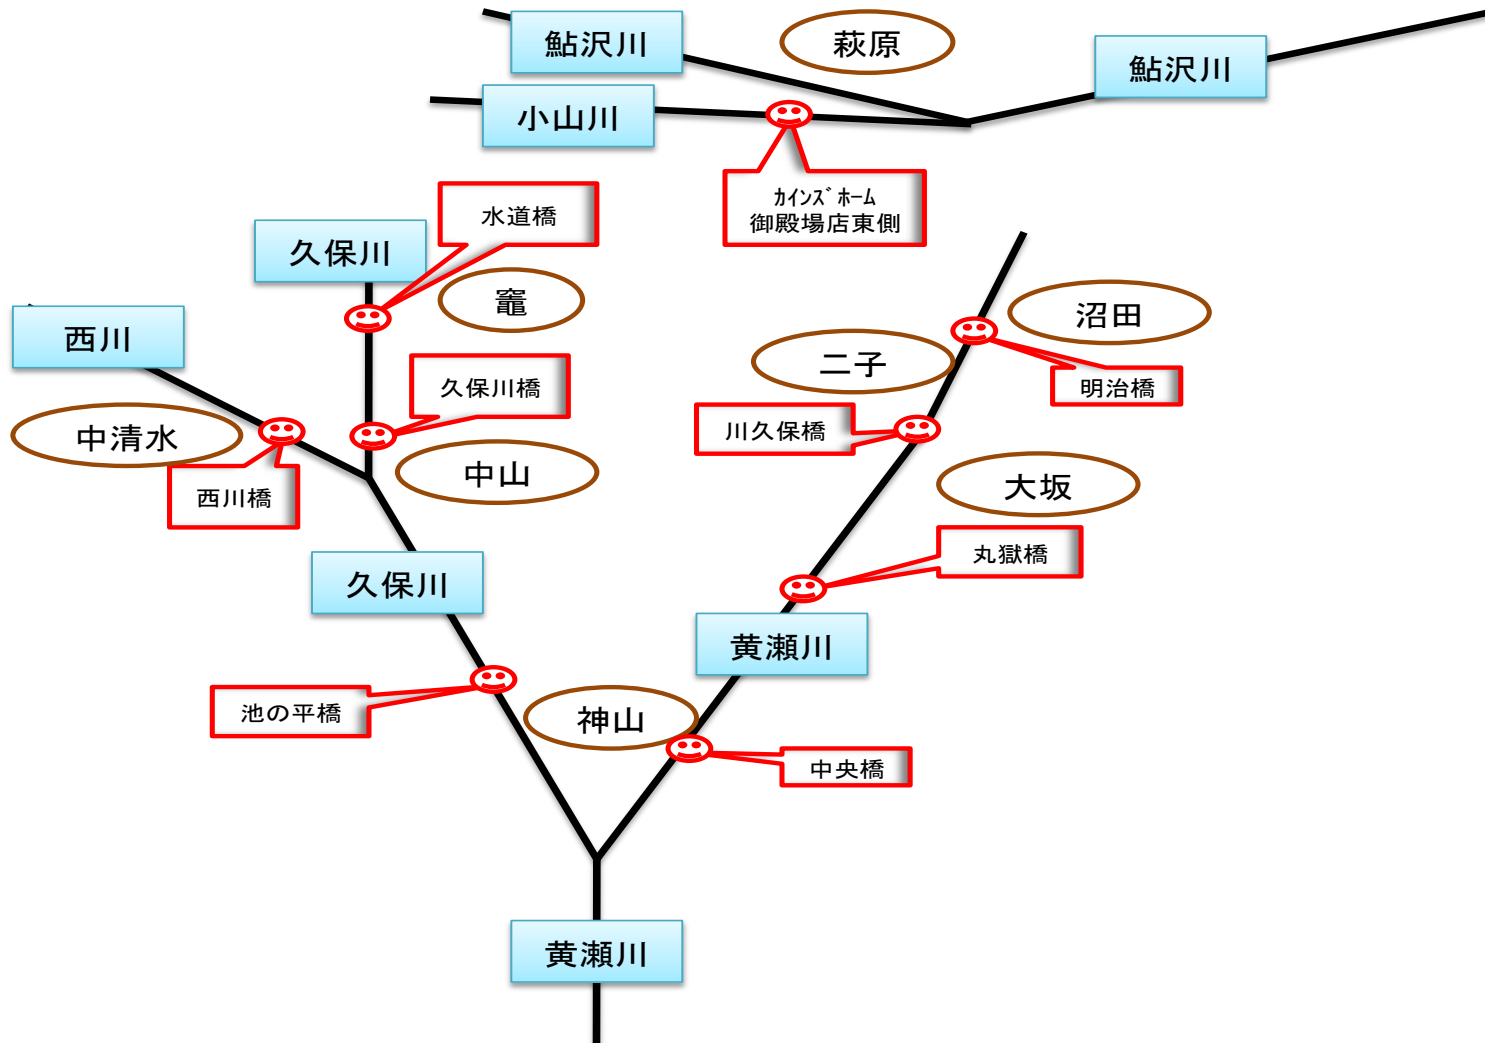 鮎沢川
萩原
鮎沢川
小山川
ｶｲﾝｽﾞﾎｰﾑ
御殿場店東側
水道橋
久保川
竈
西川
沼田
二子
久保川橋
明治橋
川久保橋
中清水
中山
西川橋
大坂
丸獄橋
久保川
黄瀬川
池の平橋
神山
中央橋
黄瀬川